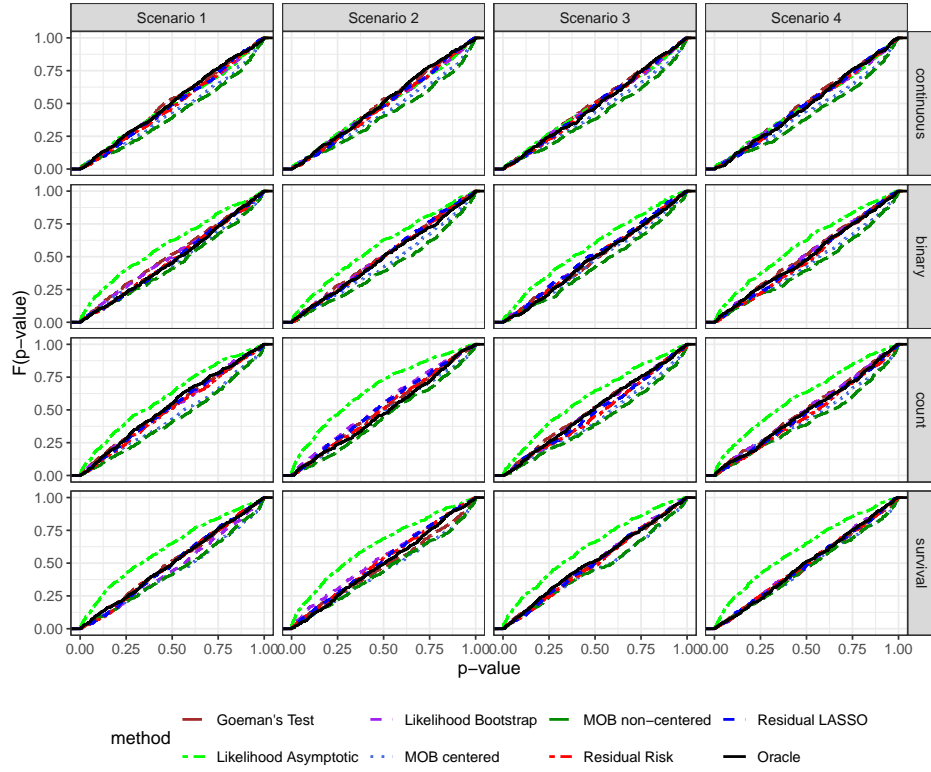 Scenario 1 Scenario 2 Scenario 3 Scenario 4
1.00
0.75
0.50
0.25
0.00
continuous
1.00
0.75
0.50
0.25
0.00
binary
1.00
0.75
0.50
0.25
0.00
count
1.00
0.75
0.50
0.25
0.00
survival
F(p−value)
0.00 0.25 0.50 0.75 1.00 0.00 0.25 0.50 0.75 1.00 0.00 0.25 0.50 0.75 1.00 0.00 0.25 0.50 0.75 1.00
p−value
method
Goeman's Test Likelihood Bootstrap MOB non−centered Residual LASSO
Likelihood Asymptotic MOB centered Residual Risk Oracle